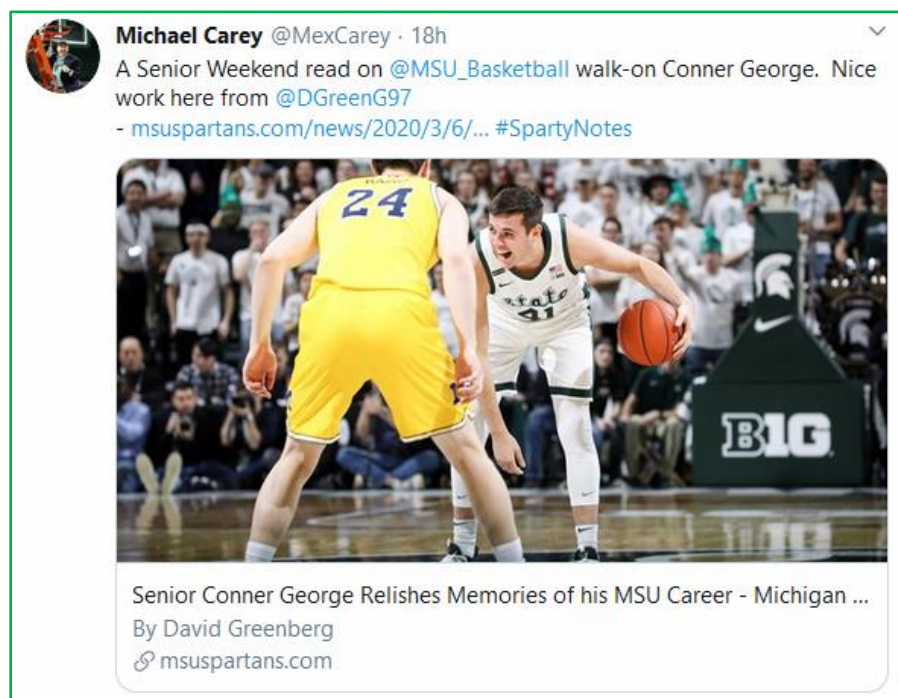 Michael Carey @MexCarey · 18h
A Senior Weekend read on @MSU_Basketball walk-on Conner George. Nice
work here from @DGreenG97
- msuspartans.com/news/2020/3/6/... #SpartyNotes
24
State
41
B1G
Senior Conner George Relishes Memories of his MSU Career - Michigan ...
By David Greenberg
msuspartans.com